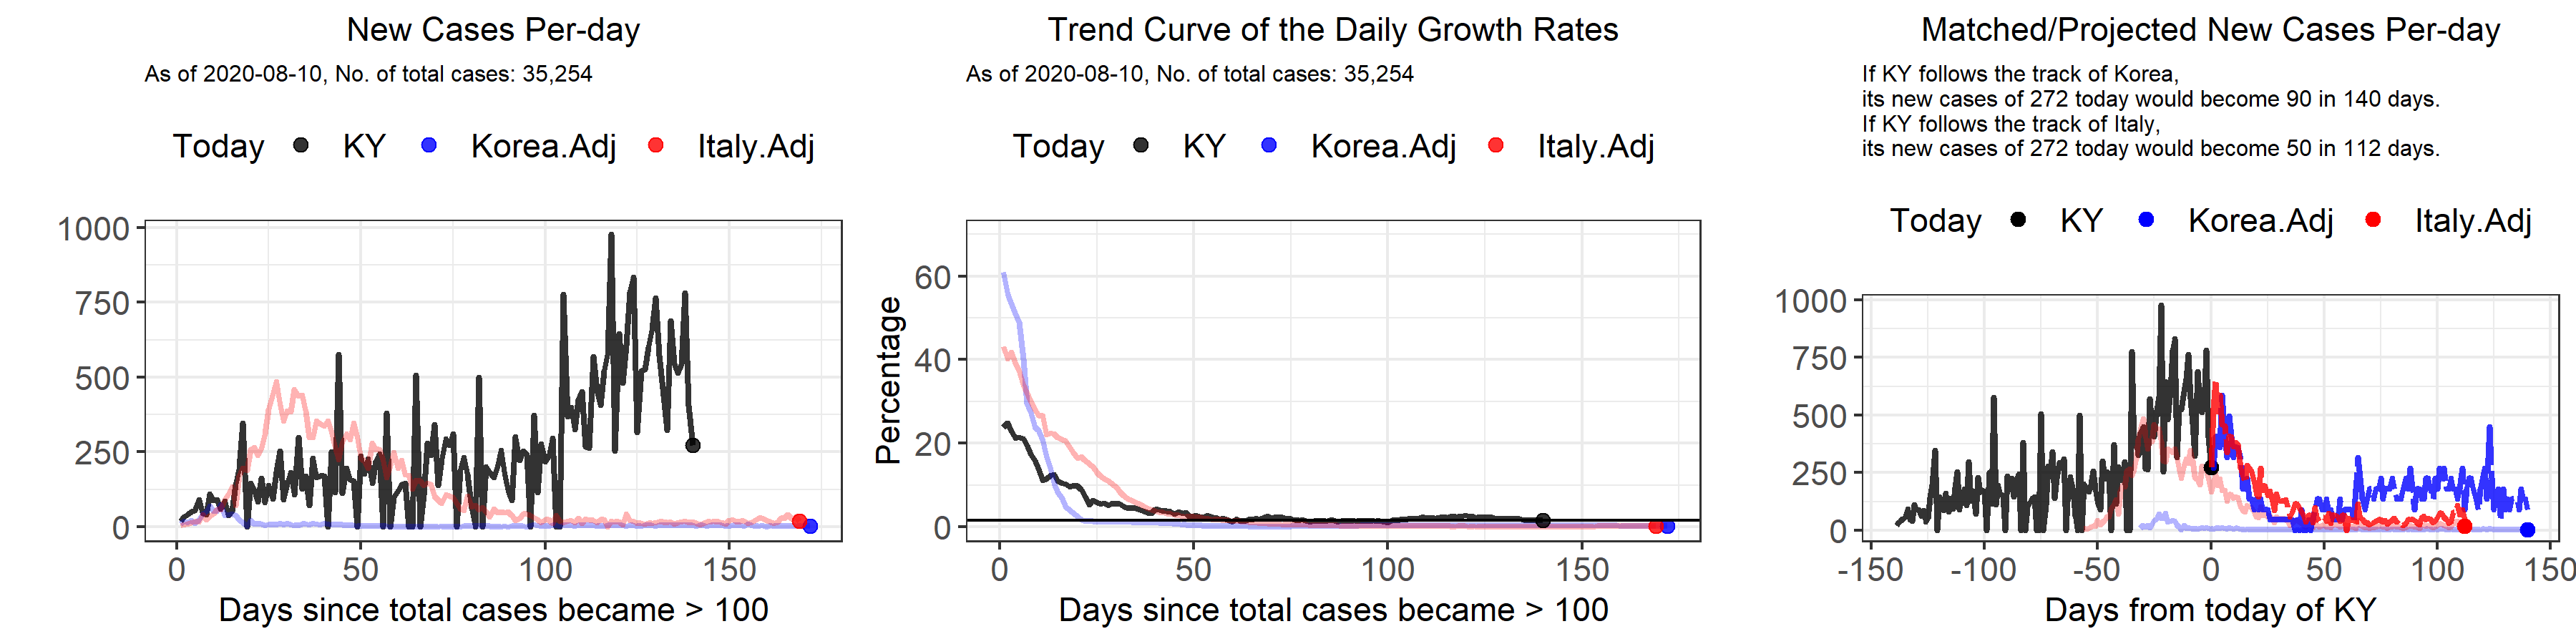 New Cases Per-day
As of 2020-08-10, No. of total cases: 35,254
Today KY Korea.Adj Italy.Adj
1000
750
500
250
0
0 50 100 150
Days since total cases became > 100
Trend Curve of the Daily Growth Rates
As of 2020-08-10, No. of total cases: 35,254
Today KY Korea.Adj Italy.Adj
Percentage
60
40
20
0
0 50 100 150
Days since total cases became > 100
Matched/Projected New Cases Per-day
If KY follows the track of Korea,
its new cases of 272 today would become 90 in 140 days.
If KY follows the track of Italy,
its new cases of 272 today would become 50 in 112 days.
Today KY Korea.Adj Italy.Adj
1000
750
500
250
0
-150 -100 -50 0 50 100 150
Days from today of KY